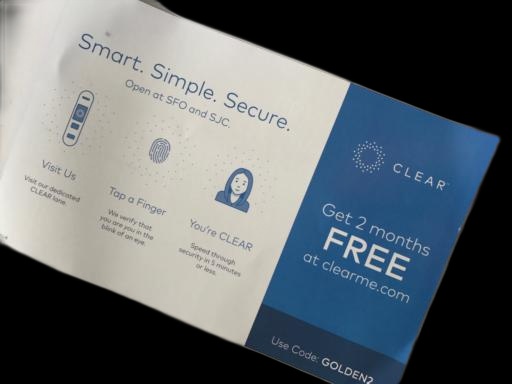 Smart. Simple. Secure.
Open at SFO and SJC.
Visit Us
Visit our dedicated
CLEAR lane.
Tap a Finger
We verify that
you are you in the
blink of an eye.
You're CLEAR
Speed through
security in 5 minutes
or less.
CLEAR™
Get 2 months
FREE
at clearme.com
Use Code: GOLDEN2